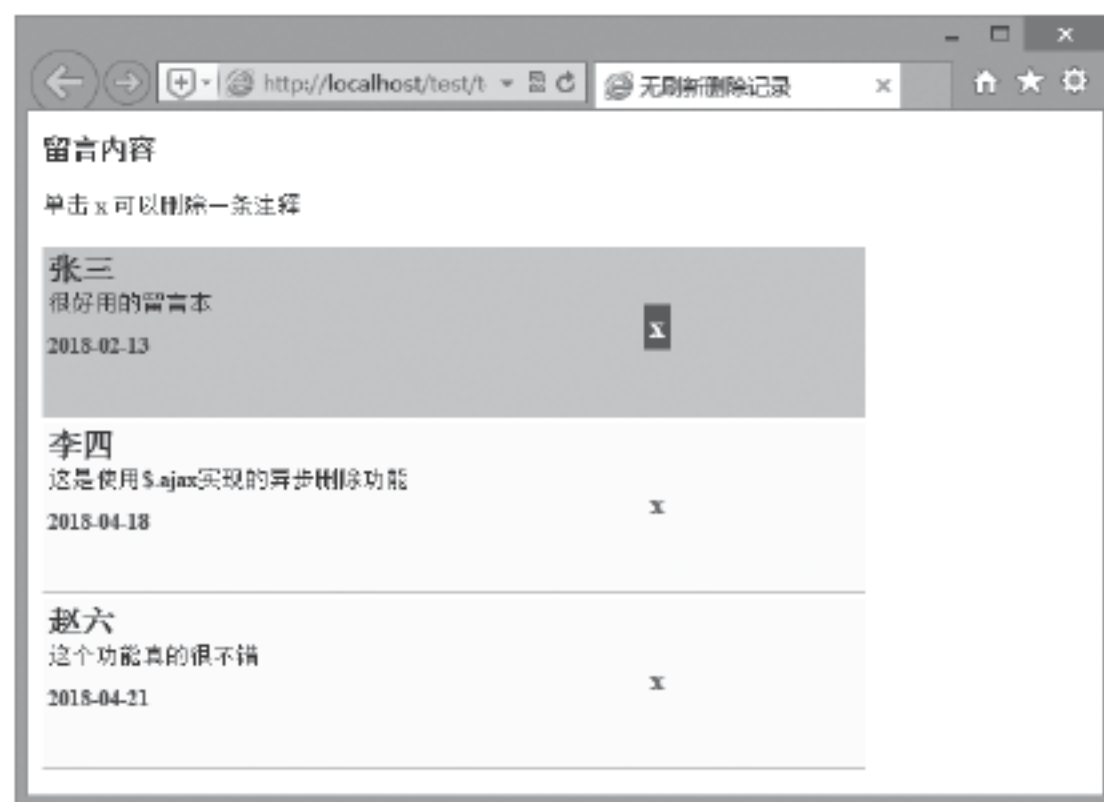 http://localhost/test/t
无刷新删除记录
留言内容
单击 x 可以删除一条注释
张三
很好用的留言本
x
2018-02-13
李四
这是使用$.ajax实现的异步删除功能
x
2018-04-18
赵六
这个功能真的很不错
x
2018-04-21